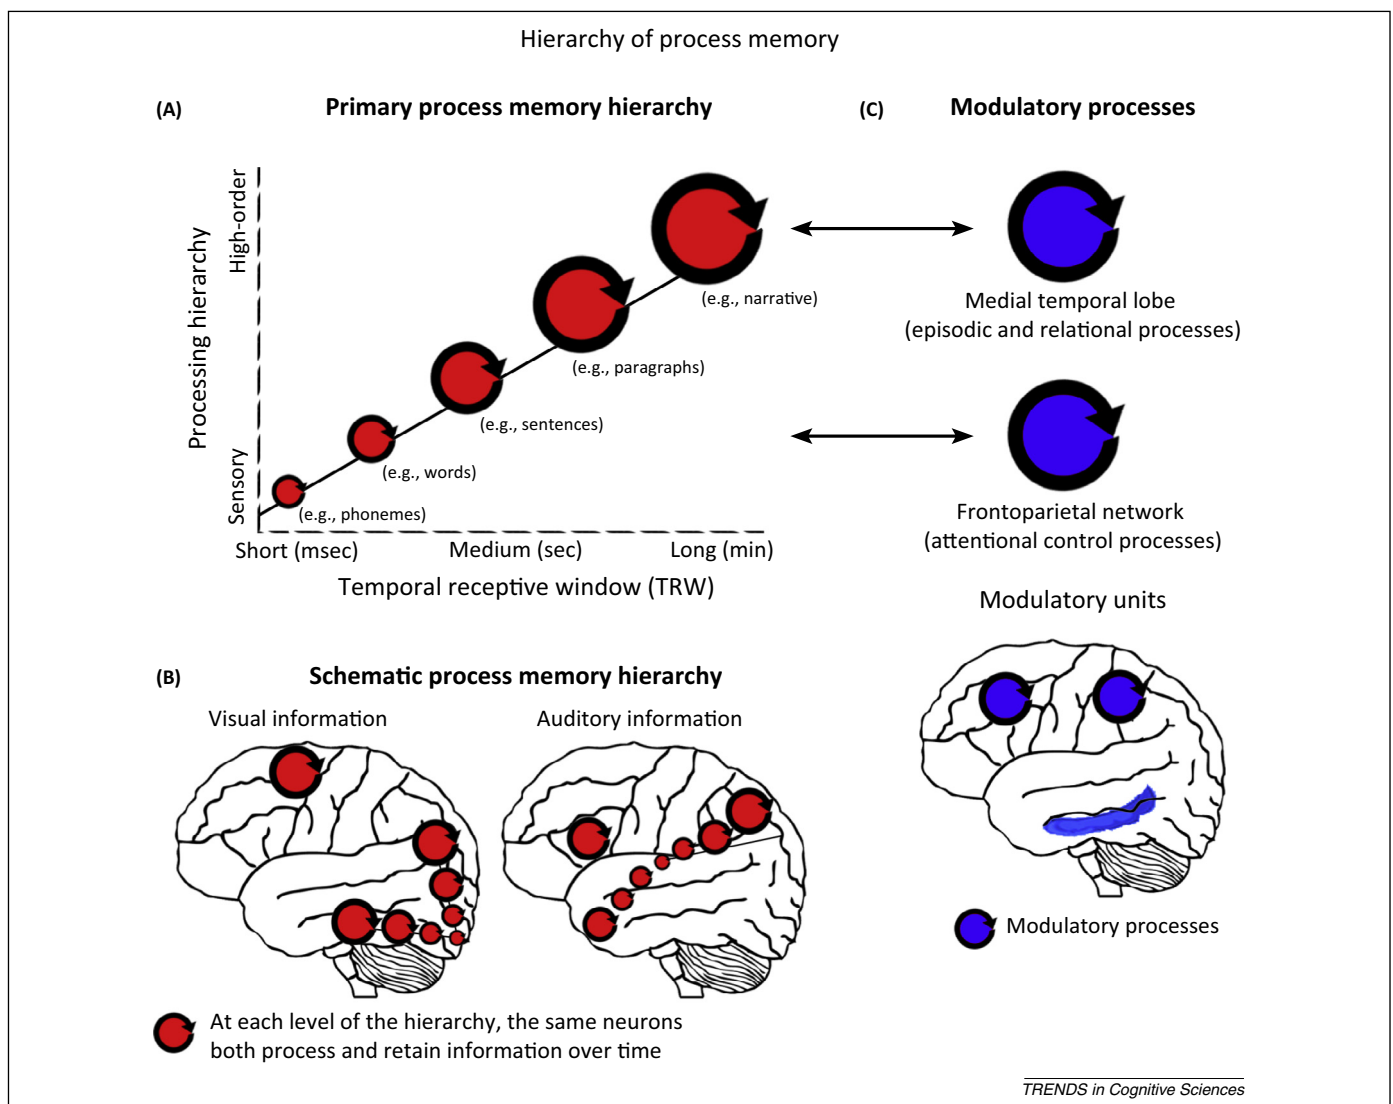 Hierarchy of process memory
(A) Primary process memory hierarchy
High-order
Processing hierarchy
Sensory
(e.g., narrative)
(e.g., paragraphs)
(e.g., sentences)
(e.g., words)
(e.g., phonemes)
Short (msec) Medium (sec) Long (min)
Temporal receptive window (TRW)
(B) Schematic process memory hierarchy
Visual information Auditory information
At each level of the hierarchy, the same neurons
both process and retain information over time
(C) Modulatory processes
Medial temporal lobe
(episodic and relational processes)
Frontoparietal network
(attentional control processes)
Modulatory units
Modulatory processes
TRENDS in Cognitive Sciences